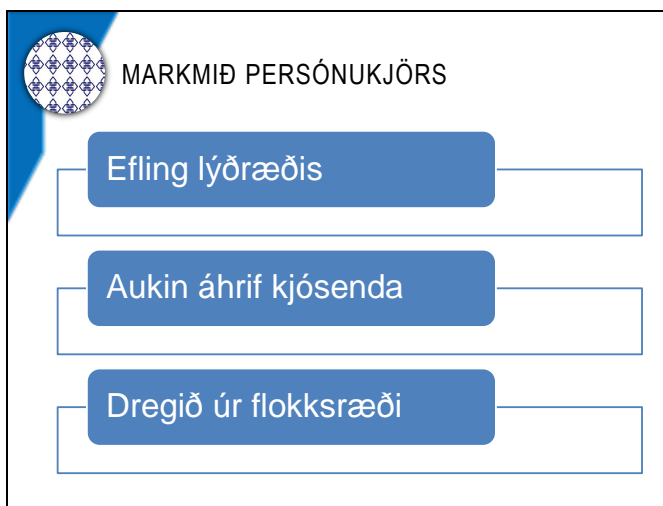 MARKMIÐ PERSÓNUKJÖRS
Efling lýðræðis
Aukin áhrif kjósenda
Dregið úr flokksræði